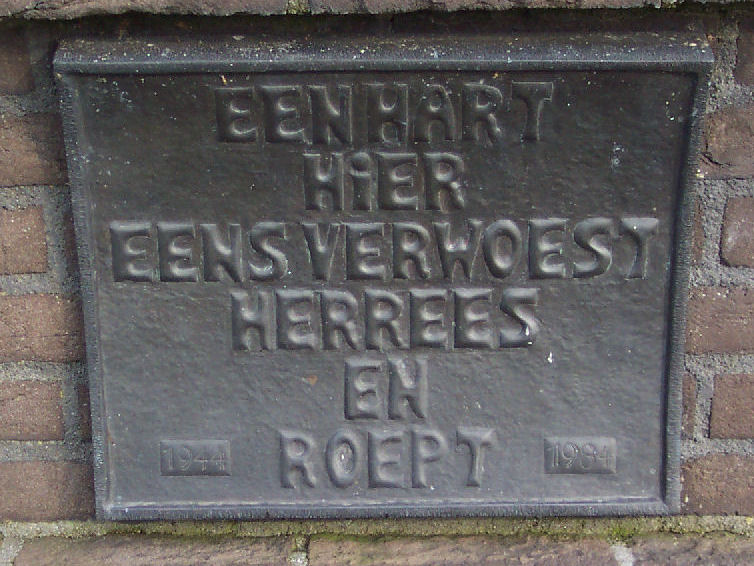 EEN HART
HiER
EENS VERWOEST
HERREES
EN
1944 ROEPT 1984